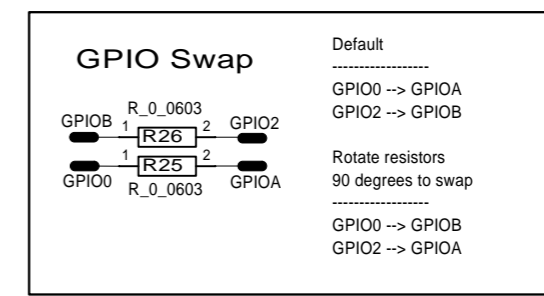 GPIO Swap
R_0_0603
GPIOB 1 R26 2 GPIO2
1 R25 2
GPIO0 R_0_0603 GPIOA
Default
------------------
GPIO0 --> GPIOA
GPIO2 --> GPIOB
Rotate resistors
90 degrees to swap
------------------
GPIO0 --> GPIOB
GPIO2 --> GPIOA